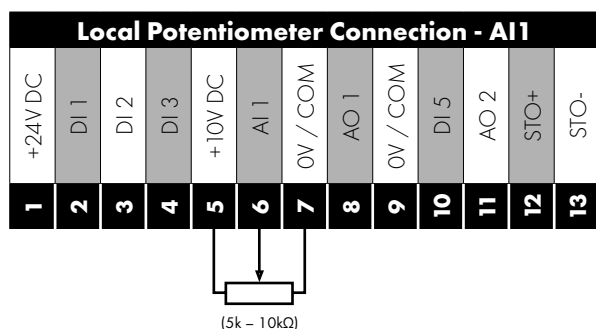 Local Potentiometer Connection - AI1
+24V DC
DI 1
DI 2
DI 3
+10V DC
AI 1
0V / COM
AO 1
0V / COM
DI 5
AO 2
STO+
STO-
1 2 3 4 5 6 7 8 9 10 11 12 13
(5k – 10kΩ)